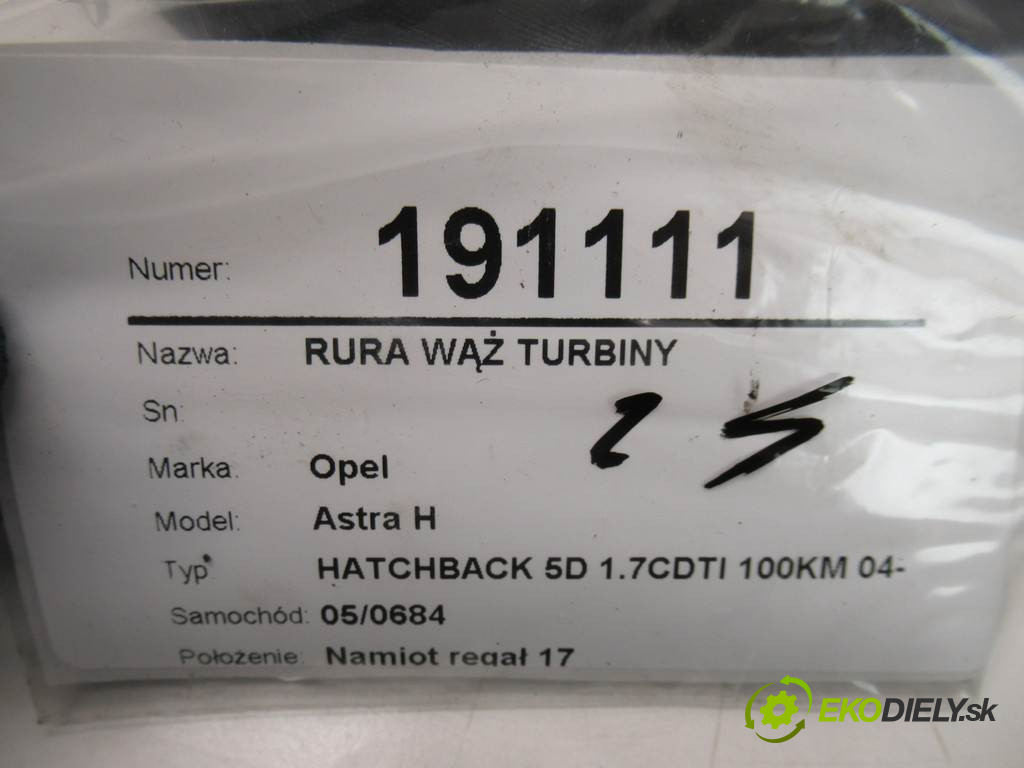 Numer: 191111
Nazwa: RURA WĄŻ TURBINY
Sn:
Marka: Opel
Model: Astra H
Typ: HATCHBACK 5D 1.7CDTI 100KM 04-
Samochód: 05/0684
Położenie: Namiot regał 17
EKODIELY.sk